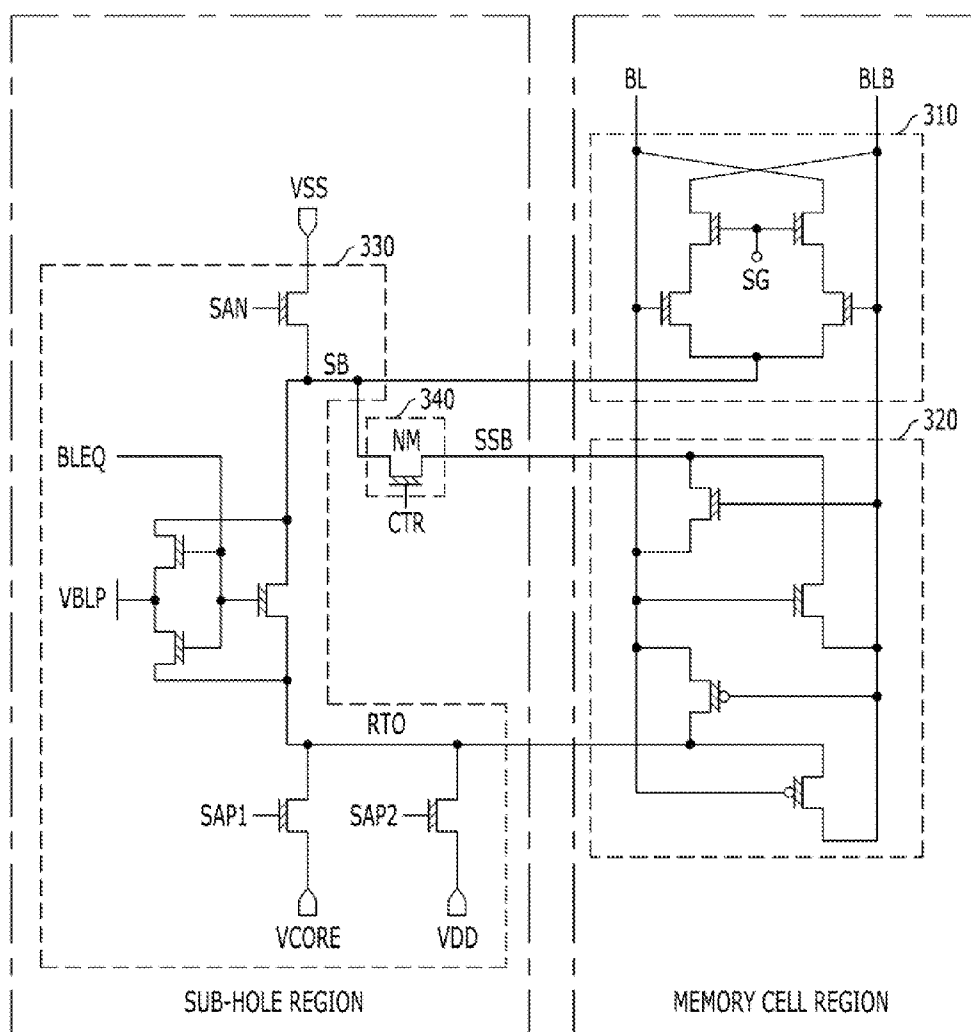 BL
BLB
310
VSS
330
SG
SAN
SB
340
320
NM
SSB
BLEQ
CTR
VBLP
RTO
SAP1
SAP2
VCORE
VDD
SUB-HOLE REGION
MEMORY CELL REGION